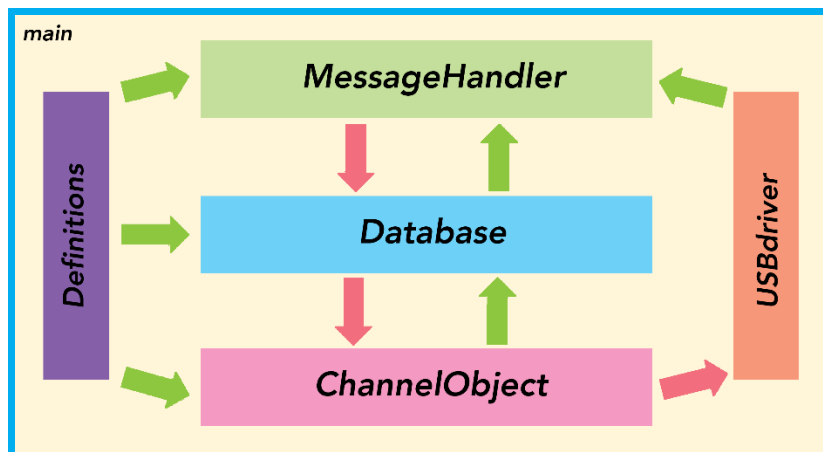 main
MessageHandler
Definitions
Database
USBdriver
ChannelObject